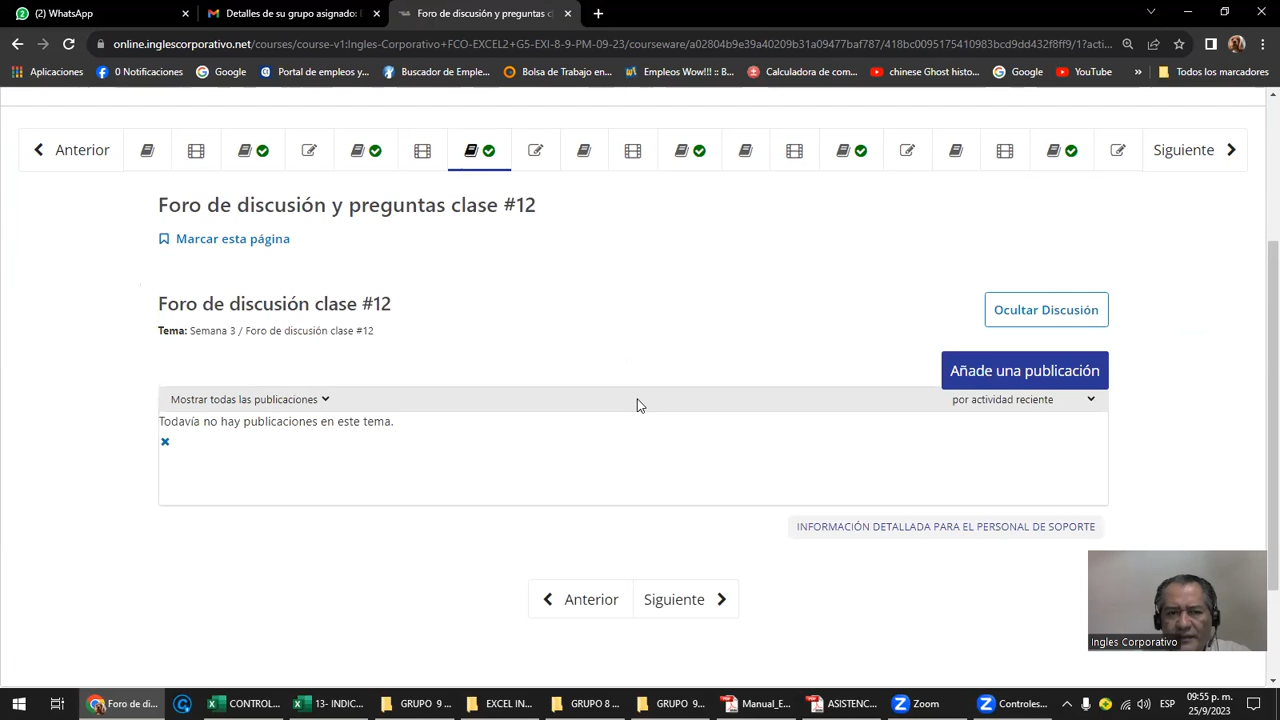 (2) WhatsApp
Detalles de su grupo asignado: 
Foro de discusión y preguntas c
online.inglescorporativo.net/courses/course-v1:Ingles-Corporativo+FCO-EXCEL2+G5-EXI-8-9-PM-09-23/courseware/a02804b9e39a40209b31a09477baf787/418bc0095175410983bcd9dd432f8ff9/1?acti...
Aplicaciones
0 Notificaciones
Google
Portal de empleos y...
Buscador de Emple...
Bolsa de Trabajo en...
Empleos Wow!!! :: B...
Calculadora de com...
chinese Ghost histo...
Google
YouTube
»
Todos los marcadores
Anterior
Siguiente
Foro de discusión y preguntas clase #12
Marcar esta página
Foro de discusión clase #12
Ocultar Discusión
Tema: Semana 3 / Foro de discusión clase #12
Añade una publicación
Mostrar todas las publicaciones
por actividad reciente
Todavía no hay publicaciones en este tema.
INFORMACIÓN DETALLADA PARA EL PERSONAL DE SOPORTE
Anterior
Siguiente
Ingles Corporativo
Foro de di...
CONTROL...
13- INDIC...
GRUPO 9 ...
EXCEL IN...
GRUPO 8 ...
GRUPO 9...
Manual_E...
ASISTENC...
Zoom
Controles...
ESP
09:55 p. m.
25/9/2023